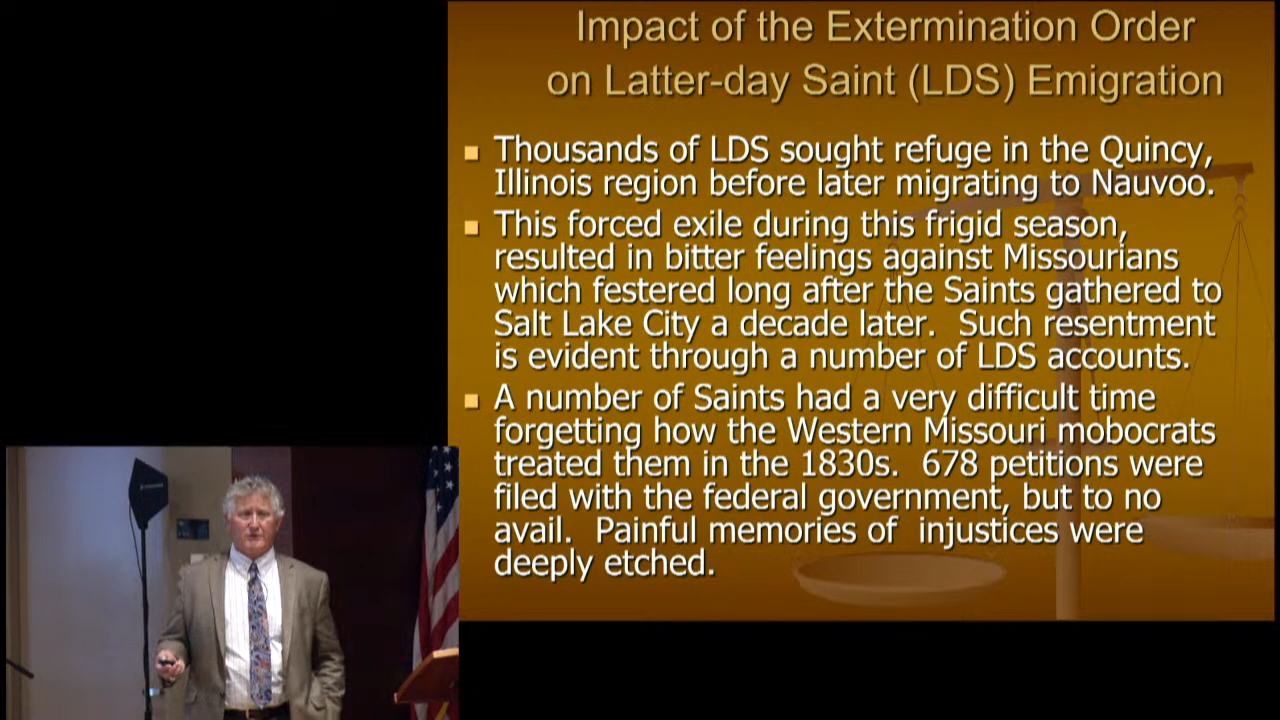 Impact of the Extermination Order
on Latter-day Saint (LDS) Emigration
Thousands of LDS sought refuge in the Quincy,
Illinois region before later migrating to Nauvoo.
This forced exile during this frigid season,
resulted in bitter feelings against Missourians
which festered long after the Saints gathered to
Salt Lake City a decade later. Such resentment
is evident through a number of LDS accounts.
A number of Saints had a very difficult time
forgetting how the Western Missouri mobocrats
treated them in the 1830s. 678 petitions were
filed with the federal government, but to no
avail. Painful memories of injustices were
deeply etched.